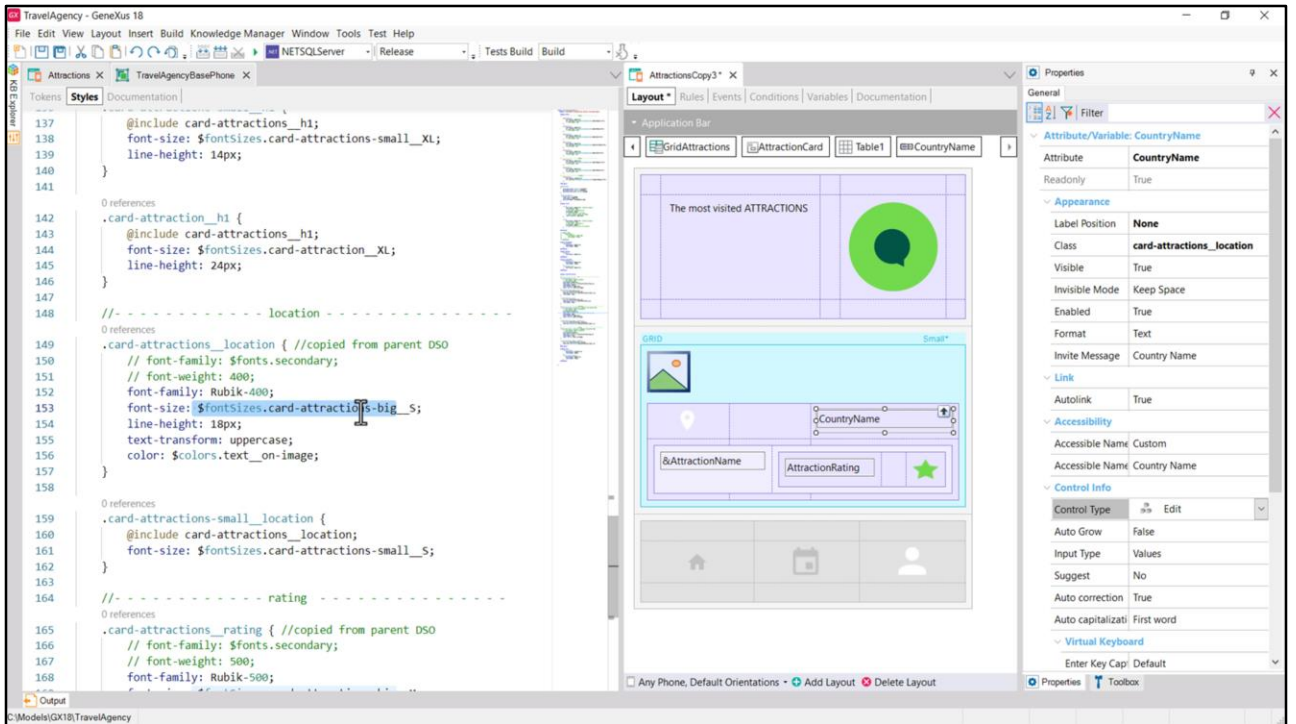 TravelAgency - GeneXus 18
File Edit View Layout Insert Build Knowledge Manager Window Tools Test Help
NETSQLServer Release Tests Build Build
KB Explorer
Attractions X TravelAgencyBasePhone X
Tokens Styles Documentation
137 @include card-attractions__h1;
138 font-size: $fontSizes.card-attractions-small__XL;
139 line-height: 14px;
140 }
141
0 references
142 .card-attraction__h1 {
143 @include card-attractions__h1;
144 font-size: $fontSizes.card-attraction__XL;
145 line-height: 24px;
146 }
147
148 //- - - - - - - - - - - - location - - - - - - - - - - - - - - -
0 references
149 .card-attractions__location { //copied from parent DSO
150 // font-family: $fonts.secondary;
151 // font-weight: 400;
152 font-family: Rubik-400;
153 font-size: $fontSizes.card-attractions-big__S;
154 line-height: 18px;
155 text-transform: uppercase;
156 color: $colors.text__on-image;
157 }
158
0 references
159 .card-attractions-small__location {
160 @include card-attractions__location;
161 font-size: $fontSizes.card-attractions-small__S;
162 }
163
164 //- - - - - - - - - - - - rating - - - - - - - - - - - - - - -
0 references
165 .card-attractions__rating { //copied from parent DSO
166 // font-family: $fonts.secondary;
167 // font-weight: 500;
168 font-family: Rubik-500;
Output
C:\Models\GX18\TravelAgency
AttractionsCopy3* X
Layout * Rules Events Conditions Variables Documentation
Application Bar
GridAttractions AttractionCard Table1 CountryName
The most visited ATTRACTIONS
GRID Small*
CountryName
&AttractionName AttractionRating
Any Phone, Default Orientations Add Layout Delete Layout
Properties
General
Filter
Attribute/Variable: CountryName
Attribute CountryName
Readonly True
Appearance
Label Position None
Class card-attractions__location
Visible True
Invisible Mode Keep Space
Enabled True
Format Text
Invite Message Country Name
Link
Autolink True
Accessibility
Accessible Name Custom
Accessible Name Country Name
Control Info
Control Type Edit
Auto Grow False
Input Type Values
Suggest No
Auto correction True
Auto capitalizati First word
Virtual Keyboard
Enter Key Capt Default
Properties Toolbox